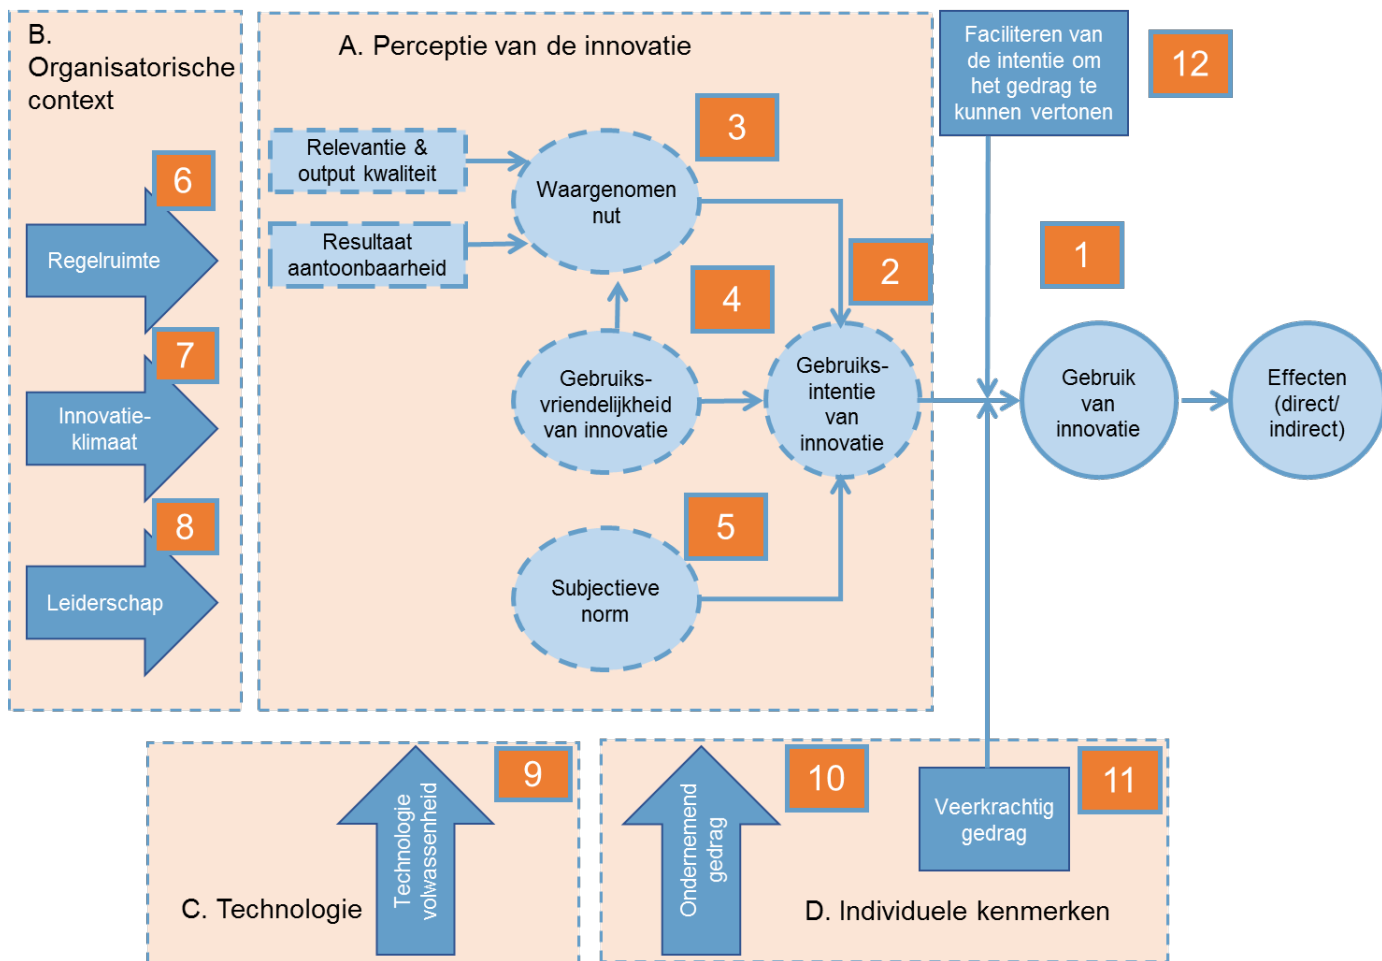 B.
Organisatorische
context
6
Regelruimte
7
Innovatie-
klimaat
8
Leiderschap
A. Perceptie van de innovatie
Relevantie &
output kwaliteit
Resultaat
aantoonbaarheid
3
Waargenomen
nut
4
Gebruiks-
vriendelijkheid
van innovatie
2
Gebruiks-
intentie
van
innovatie
5
Subjectieve
norm
Faciliteren van
de intentie om
het gedrag te
kunnen vertonen
12
1
Gebruik
van
innovatie
Effecten
(direct/
indirect)
9
Technologie
volwassenheid
C. Technologie
10
Ondernemend
gedrag
11
Veerkrachtig
gedrag
D. Individuele kenmerken